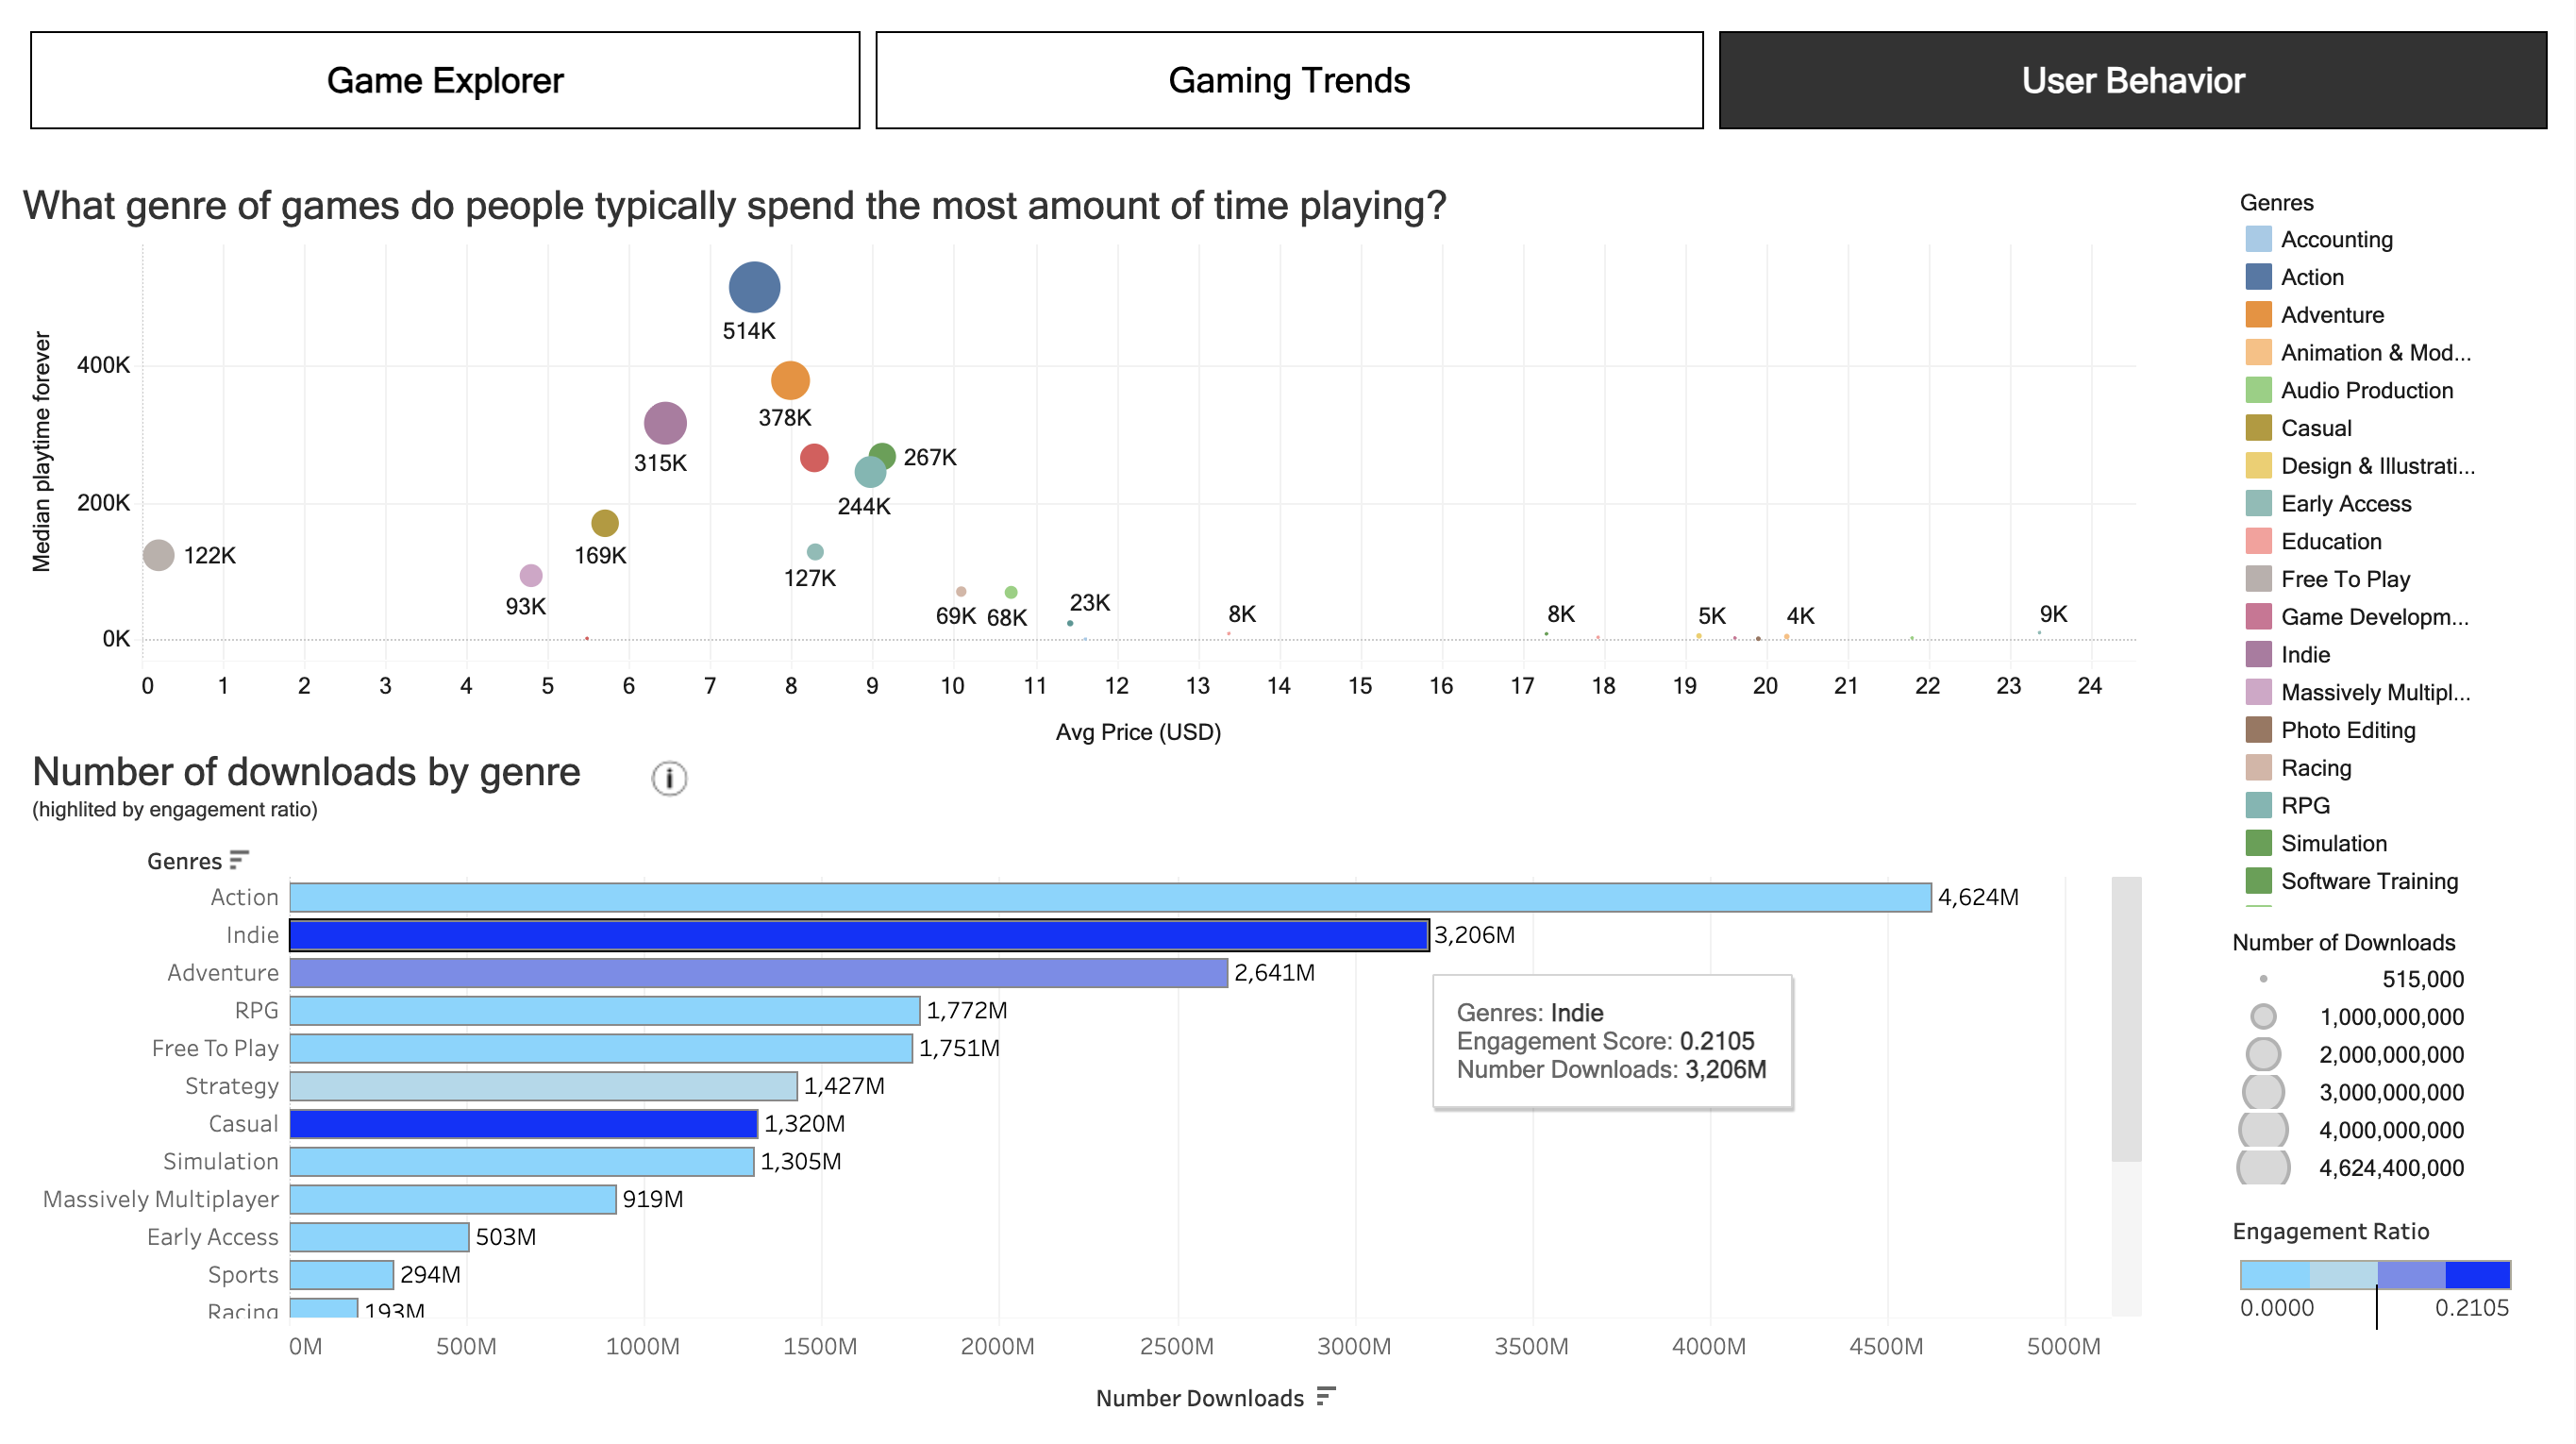 Game Explorer
Gaming Trends
User Behavior
What genre of games do people typically spend the most amount of time playing?
Median playtime forever
400K
200K
0K
514K
378K
315K
267K
244K
169K
122K
127K
93K
69K
68K
23K
8K
8K
5K
4K
9K
0 1 2 3 4 5 6 7 8 9 10 11 12 13 14 15 16 17 18 19 20 21 22 23 24
Avg Price (USD)
Genres
Accounting
Action
Adventure
Animation & Mod...
Audio Production
Casual
Design & Illustrati...
Early Access
Education
Free To Play
Game Developm...
Indie
Massively Multipl...
Photo Editing
Racing
RPG
Simulation
Software Training
Number of Downloads
515,000
1,000,000,000
2,000,000,000
3,000,000,000
4,000,000,000
4,624,400,000
Engagement Ratio
0.0000 0.2105
Number of downloads by genre
i
(highlited by engagement ratio)
Genres
Action 4,624M
Indie 3,206M
Adventure 2,641M
RPG 1,772M
Free To Play 1,751M
Strategy 1,427M
Casual 1,320M
Simulation 1,305M
Massively Multiplayer 919M
Early Access 503M
Sports 294M
Racing 193M
Genres: Indie
Engagement Score: 0.2105
Number Downloads: 3,206M
0M 500M 1000M 1500M 2000M 2500M 3000M 3500M 4000M 4500M 5000M
Number Downloads